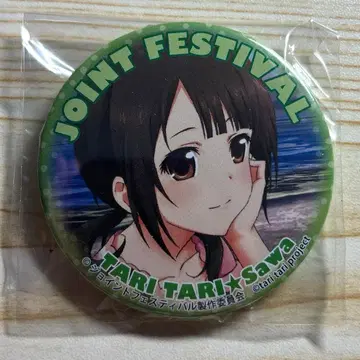 JOINT FESTIVAL
TARI TARI★Sawa
©ジョイントフェスティバル製作委員会
©tari tari project